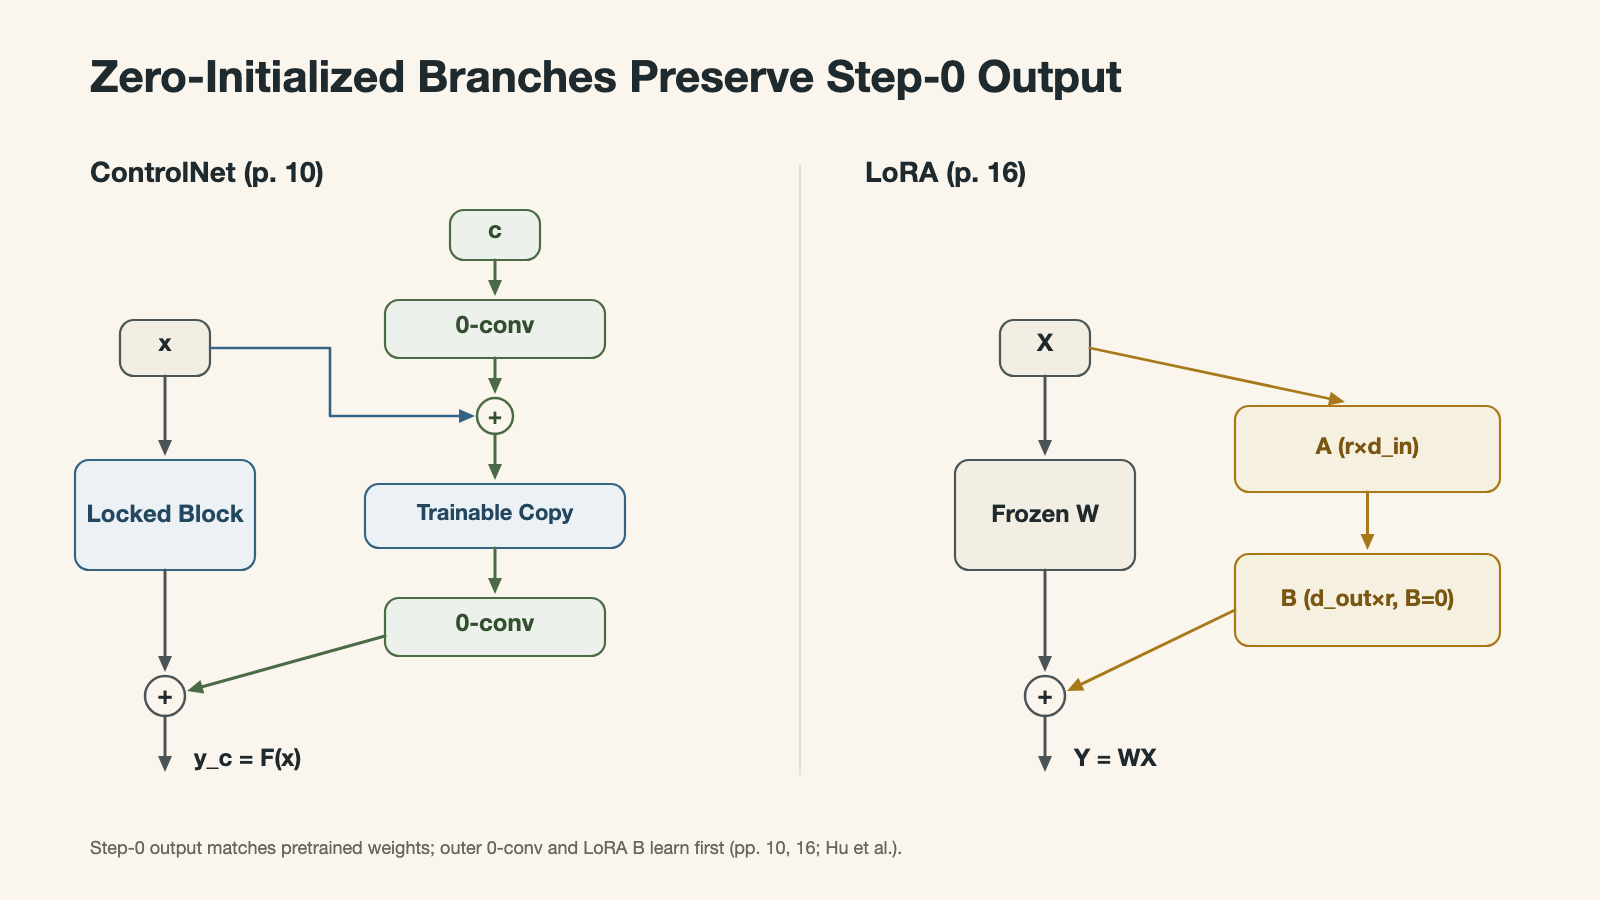 Zero-Initialized Branches Preserve Step-0 Output
ControlNet (p. 10)
c
0-conv
x
+
Locked Block
Trainable Copy
0-conv
+
y_c = F(x)
LoRA (p. 16)
X
A (r×d_in)
Frozen W
B (d_out×r, B=0)
+
Y = WX
Step-0 output matches pretrained weights; outer 0-conv and LoRA B learn first (pp. 10, 16; Hu et al.).